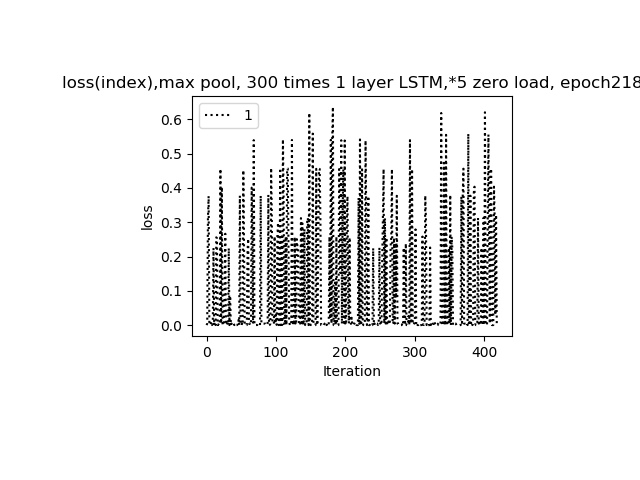 loss(index),max pool, 300 times 1 layer LSTM,*5 zero load, epoch218
1
0.6
0.5
0.4
0.3
0.2
0.1
0.0
loss
0 100 200 300 400
Iteration